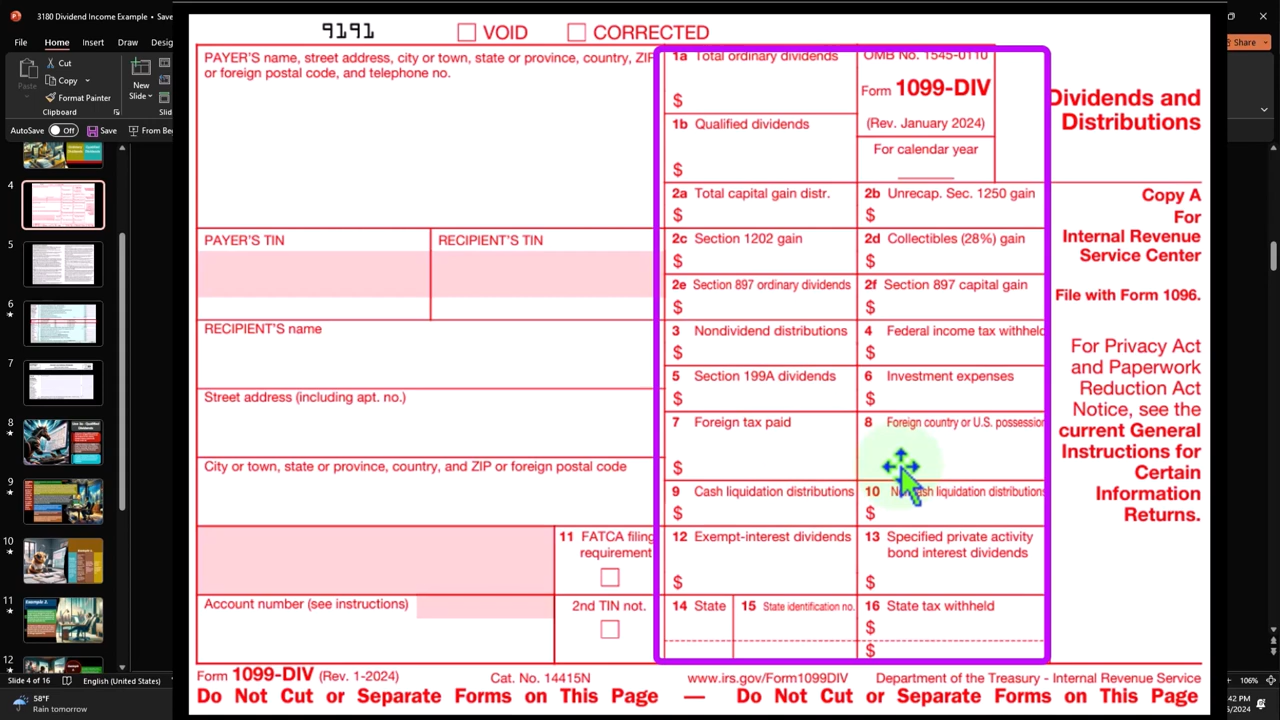 3180 Dividend Income Example
File
Home
Insert
Draw
Desig
Share
Cut
Copy
Format Painter
Paste
New
Slide
Clipboard
AutoSave
Off
Save
From Be
4
5
6
7
8
9
10
11
12
9191
VOID
CORRECTED
PAYER'S name, street address, city or town, state or province, country, ZIP
or foreign postal code, and telephone no.
1a Total ordinary dividends
$
1b Qualified dividends
$
OMB No. 1545-0110
Form 1099-DIV
(Rev. January 2024)
For calendar year
Dividends and
Distributions
2a Total capital gain distr.
$
2b Unrecap. Sec. 1250 gain
$
Copy A
For
Internal Revenue
Service Center
File with Form 1096.
PAYER'S TIN
RECIPIENT'S TIN
2c Section 1202 gain
$
2d Collectibles (28%) gain
$
2e Section 897 ordinary dividends
$
2f Section 897 capital gain
$
RECIPIENT'S name
3 Nondividend distributions
$
4 Federal income tax withheld
$
For Privacy Act
and Paperwork
Reduction Act
Notice, see the
current General
Instructions for
Certain
Information
Returns.
5 Section 199A dividends
$
6 Investment expenses
$
Street address (including apt. no.)
7 Foreign tax paid
$
8 Foreign country or U.S. possession
City or town, state or province, country, and ZIP or foreign postal code
9 Cash liquidation distributions
$
10 liquidation distributions
$
11 FATCA filing
requirement
12 Exempt-interest dividends
$
13 Specified private activity
bond interest dividends
$
Account number (see instructions)
2nd TIN not.
14 State
15 State identification no.
16 State tax withheld
$
$
Form 1099-DIV (Rev. 1-2024)
Cat. No. 14415N
www.irs.gov/Form1099DIV
Department of the Treasury - Internal Revenue Service
Do Not Cut or Separate Forms on This Page — Do Not Cut or Separate Forms on This Page
Slide 4 of 16
English (United States)
106%
58°F
Rain tomorrow